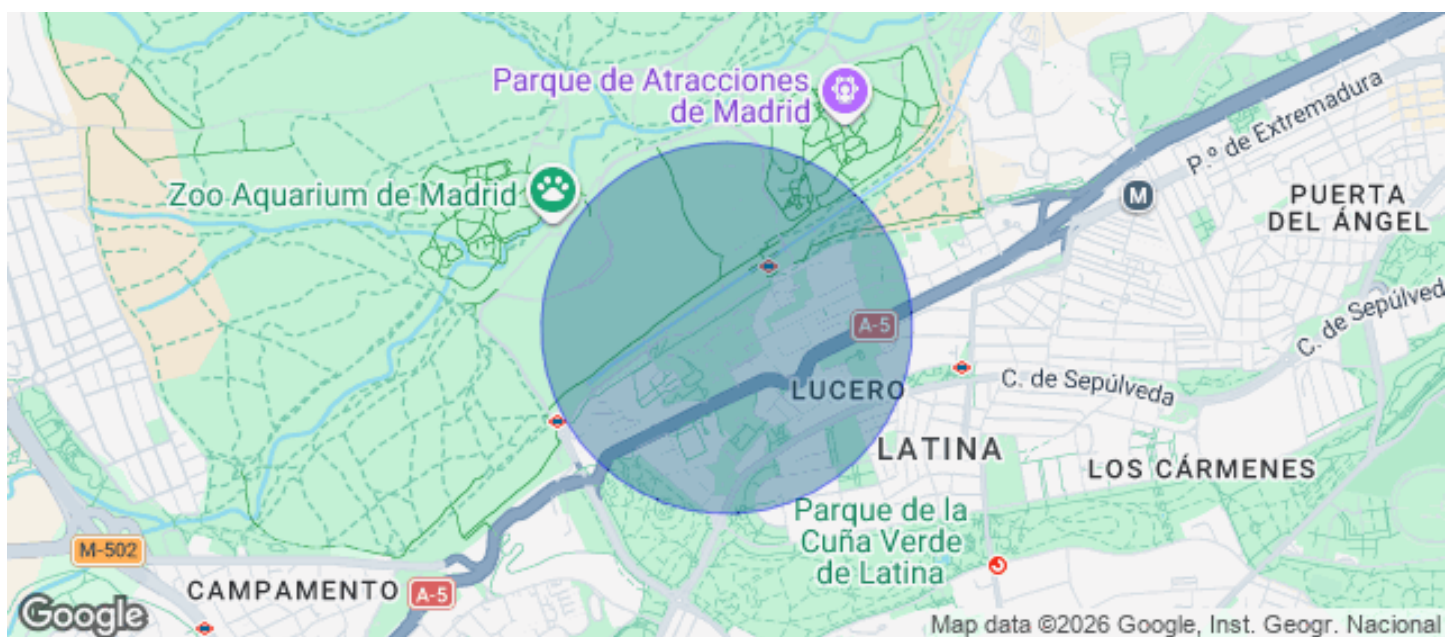 Parque de Atracciones
de Madrid
Zoo Aquarium de Madrid
P.º de Extremadura
M
PUERTA
DEL ÁNGEL
C. de Sepúlveda
A-5
LUCERO
C. de Sepúlveda
LATINA
LOS CÁRMENES
Parque de la
Cuña Verde
de Latina
M-502
CAMPAMENTO
A-5
Google
Map data ©2026 Google, Inst. Geogr. Nacional